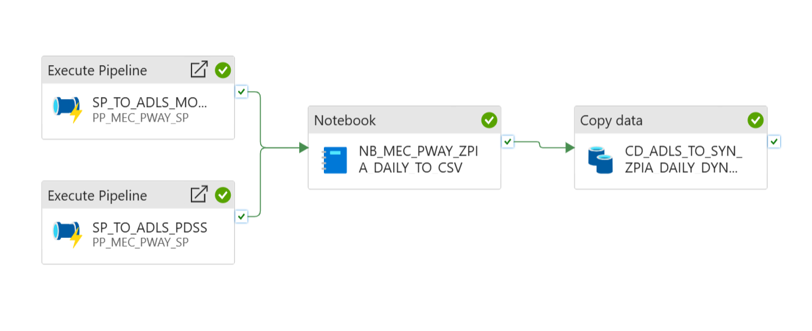 Execute Pipeline
SP_TO_ADLS_MO...
PP_MEC_PWAY_SP
Execute Pipeline
SP_TO_ADLS_PDSS
PP_MEC_PWAY_SP
Notebook
NB_MEC_PWAY_ZPI
A_DAILY_TO_CSV
Copy data
CD_ADLS_TO_SYN_
ZPIA_DAILY_DYN...